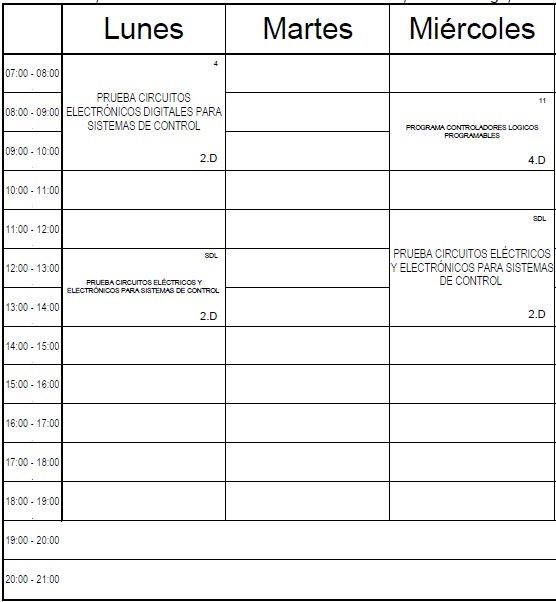 Lunes Martes Miércoles
07:00 - 08:00
08:00 - 09:00
09:00 - 10:00
10:00 - 11:00
11:00 - 12:00
12:00 - 13:00
13:00 - 14:00
14:00 - 15:00
15:00 - 16:00
16:00 - 17:00
17:00 - 18:00
18:00 - 19:00
19:00 - 20:00
20:00 - 21:00
4
PRUEBA CIRCUITOS
ELECTRÓNICOS DIGITALES PARA
SISTEMAS DE CONTROL
2.D
SDL
PRUEBA CIRCUITOS ELÉCTRICOS Y
ELECTRÓNICOS PARA SISTEMAS DE CONTROL
2.D
11
PROGRAMA CONTROLADORES LOGICOS
PROGRAMABLES
4.D
SDL
PRUEBA CIRCUITOS ELÉCTRICOS
Y ELECTRÓNICOS PARA SISTEMAS
DE CONTROL
2.D